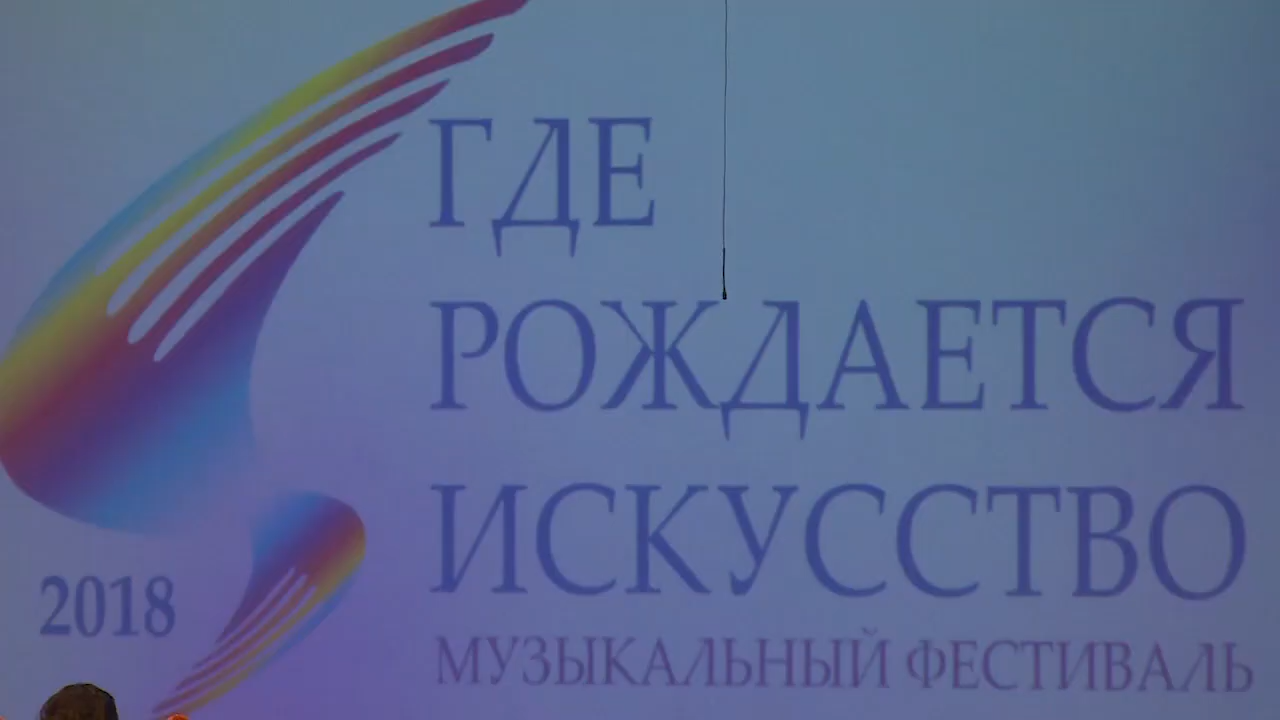 ГДЕ
РОЖДАЕТСЯ
ИСКУССТВО
МУЗЫКАЛЬНЫЙ ФЕСТИВАЛЬ
2018